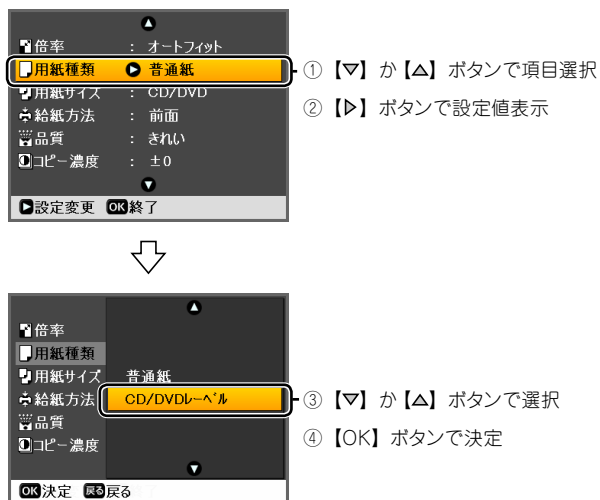 倍率 : オートフィット
用紙種類 普通紙
① 【▽】か【△】ボタンで項目選択
用紙サイズ : CD/DVD
② 【▷】ボタンで設定値表示
給紙方法 : 前面
品質 : きれい
コピー濃度 : ±0
設定変更 OK終了
倍率
用紙種類
用紙サイズ 普通紙
給紙方法 CD/DVDレーベル
③ 【▽】か【△】ボタンで選択
品質
④ 【OK】ボタンで決定
コピー濃度
OK決定 戻る戻る